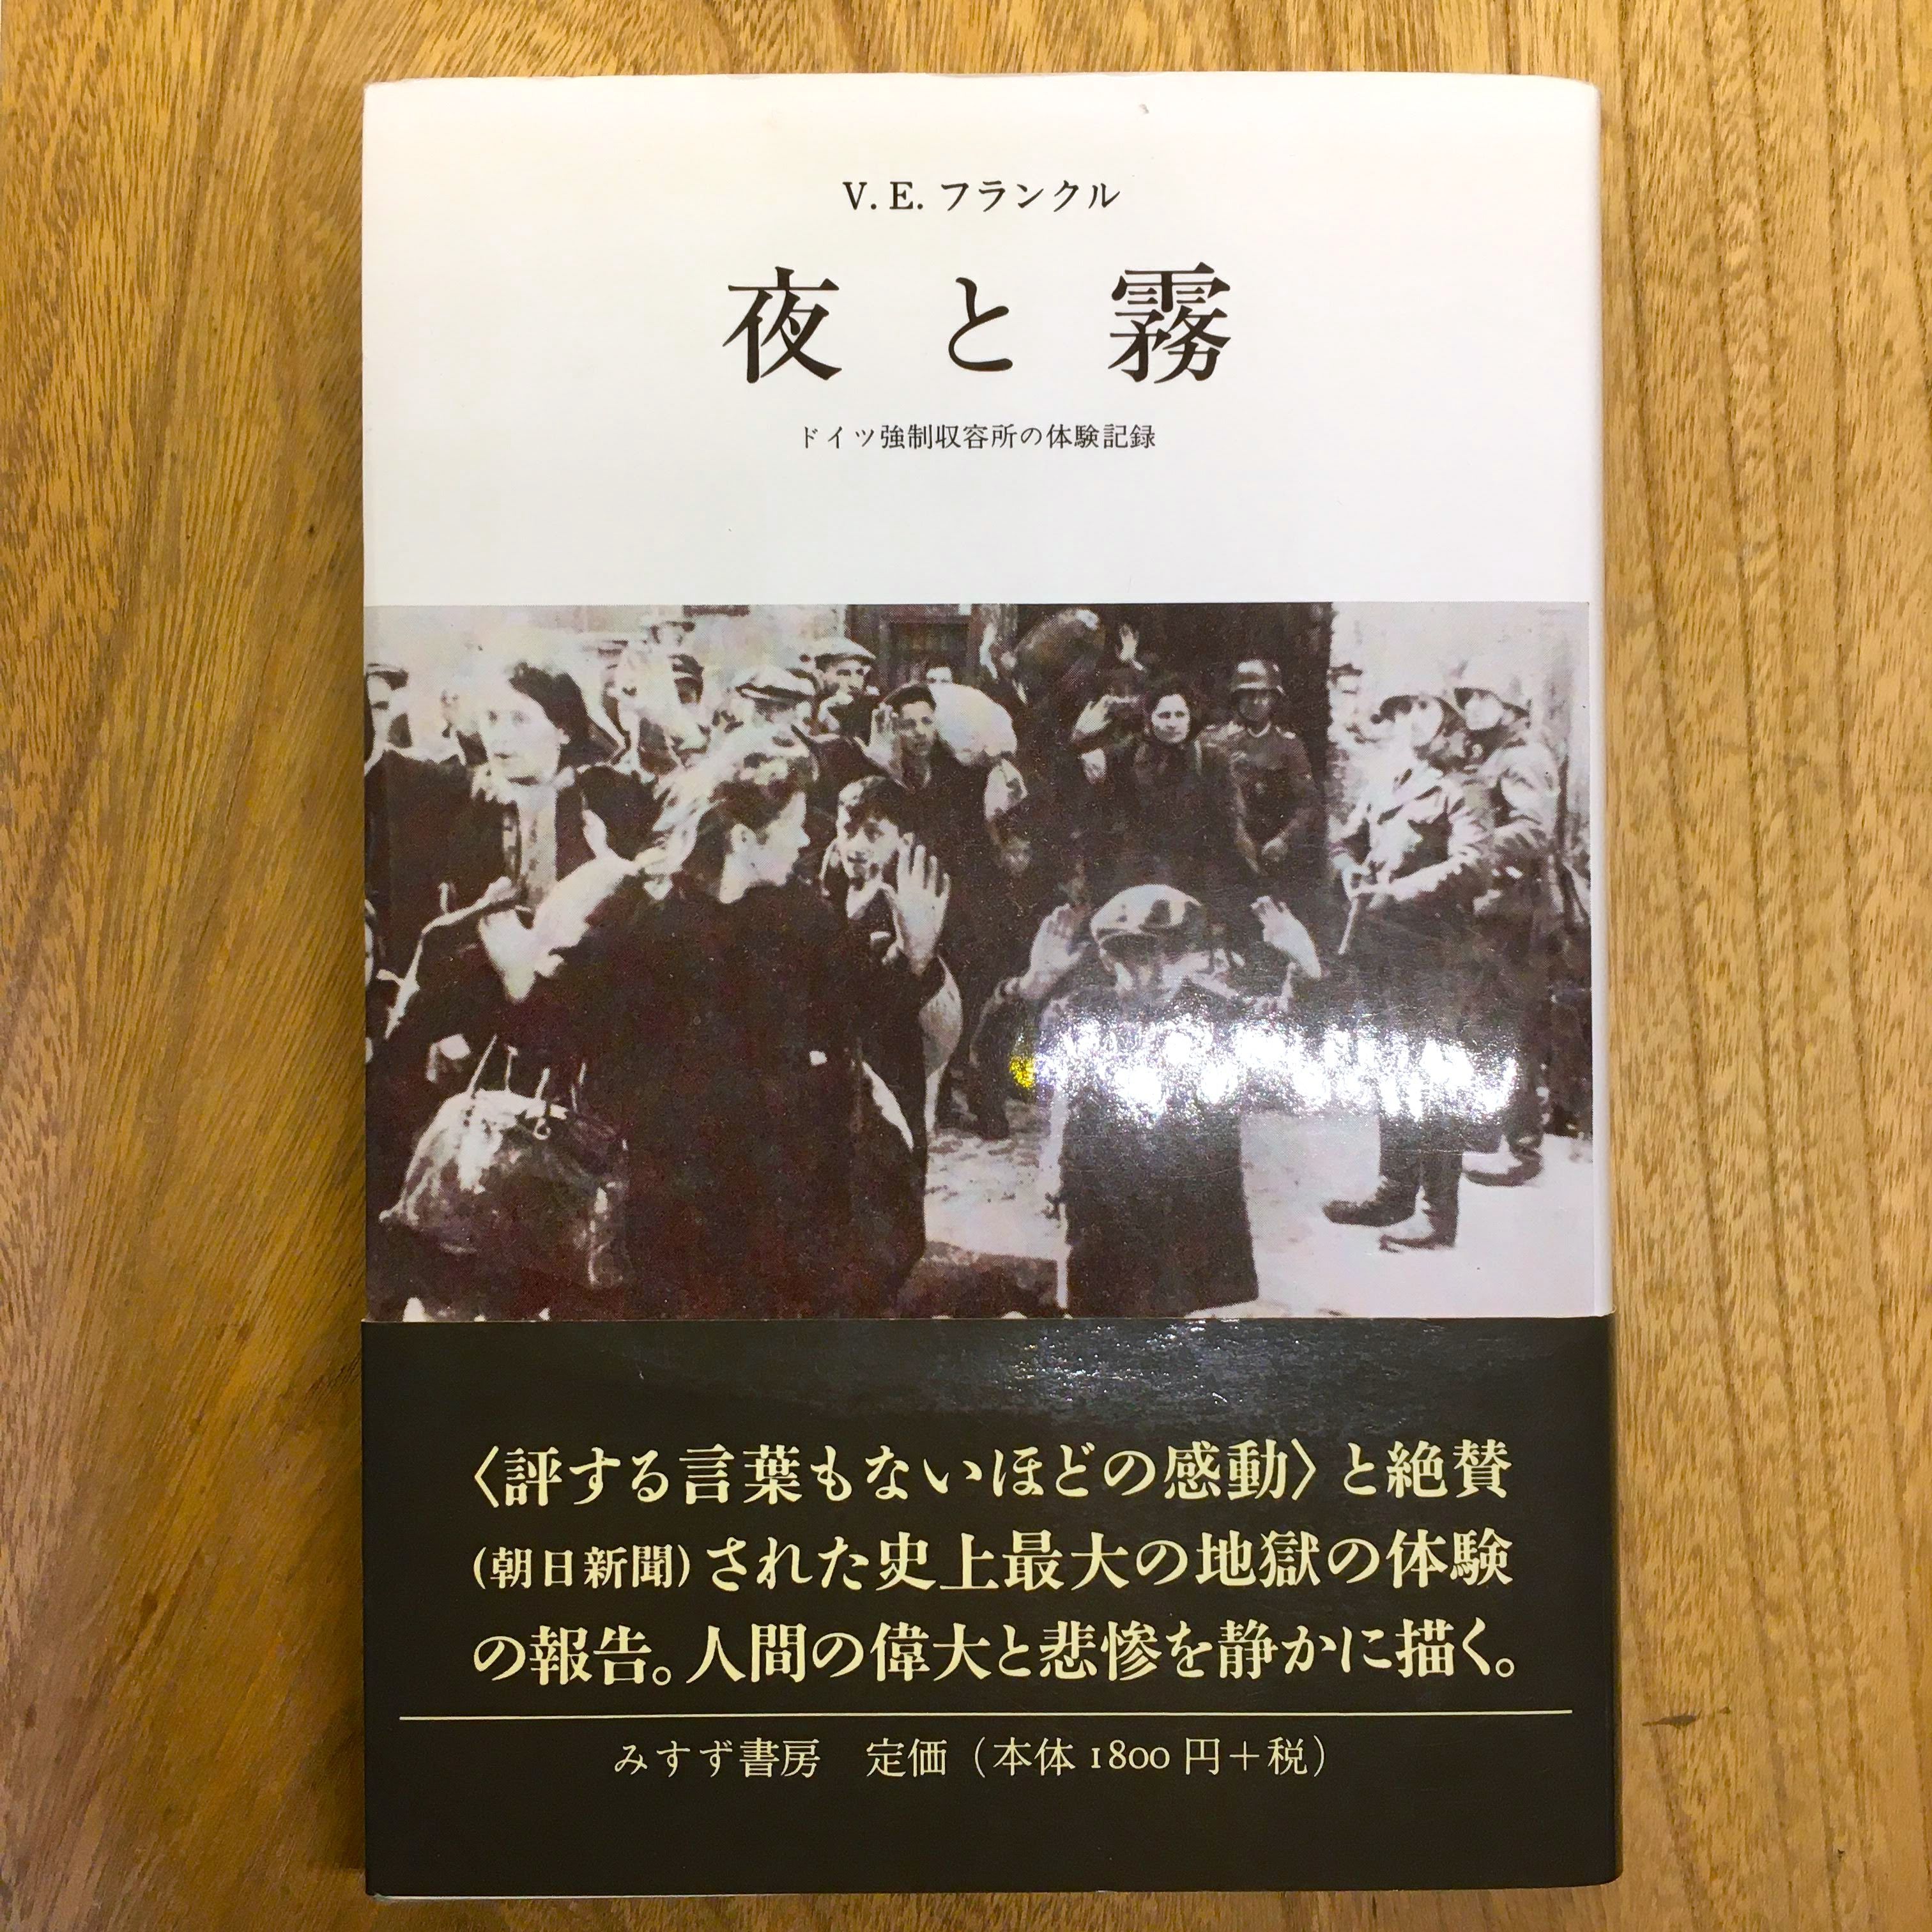 V. E. フランクル
夜と霧
ドイツ強制収容所の体験記録
〈評する言葉もないほどの感動〉と絶賛
(朝日新聞)された史上最大の地獄の体験
の報告。人間の偉大と悲惨を静かに描く。
みすず書房　定価（本体1800円＋税）